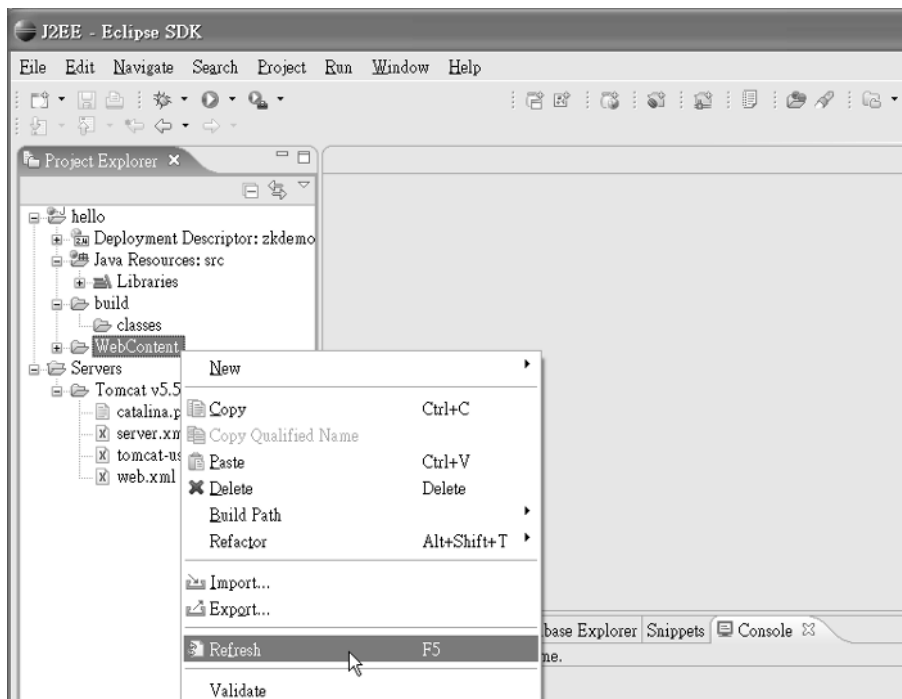 J2EE - Eclipse SDK
File Edit Navigate Search Project Run Window Help
Project Explorer
hello
Deployment Descriptor: zkdemo
Java Resources: src
Libraries
build
classes
WebContent
Servers
Tomcat v5.5
catalina.p
server.xm
tomcat-us
web.xml
New
Copy Ctrl+C
Copy Qualified Name
Paste Ctrl+V
Delete Delete
Build Path
Refactor Alt+Shift+T
Import...
Export...
Refresh F5
Validate
base Explorer Snippets Console
me.